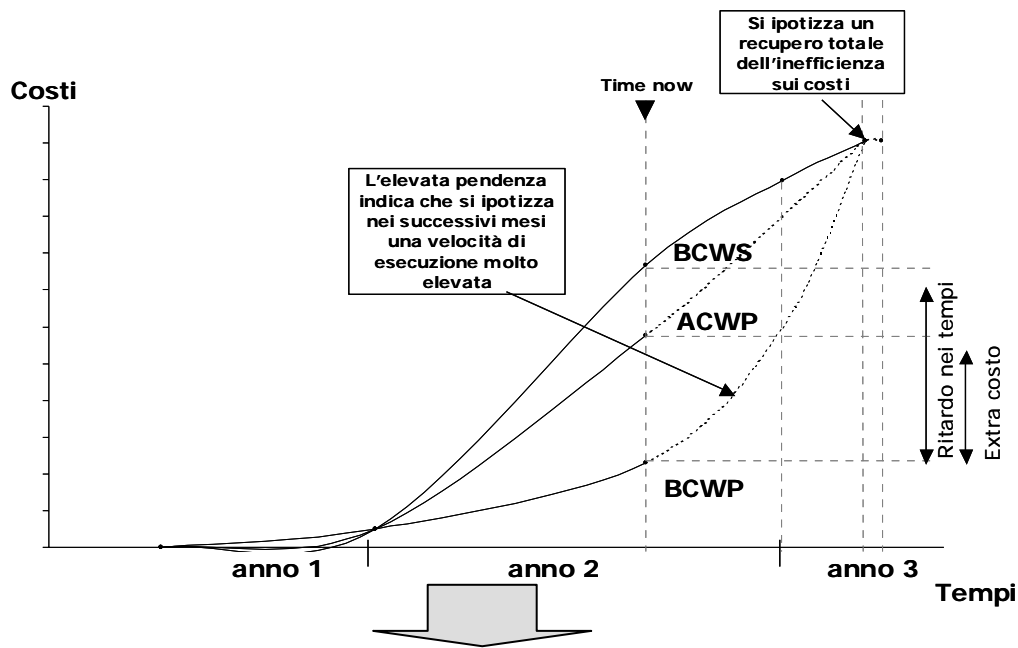 Si ipotizza un
recupero totale
dell'inefficienza
sui costi
Costi
Time now
L'elevata pendenza
indica che si ipotizza
nei successivi mesi
una velocità di
esecuzione molto
elevata
BCWS
ACWP
BCWP
Ritardo nei tempi
Extra costo
anno 1
anno 2
anno 3
Tempi